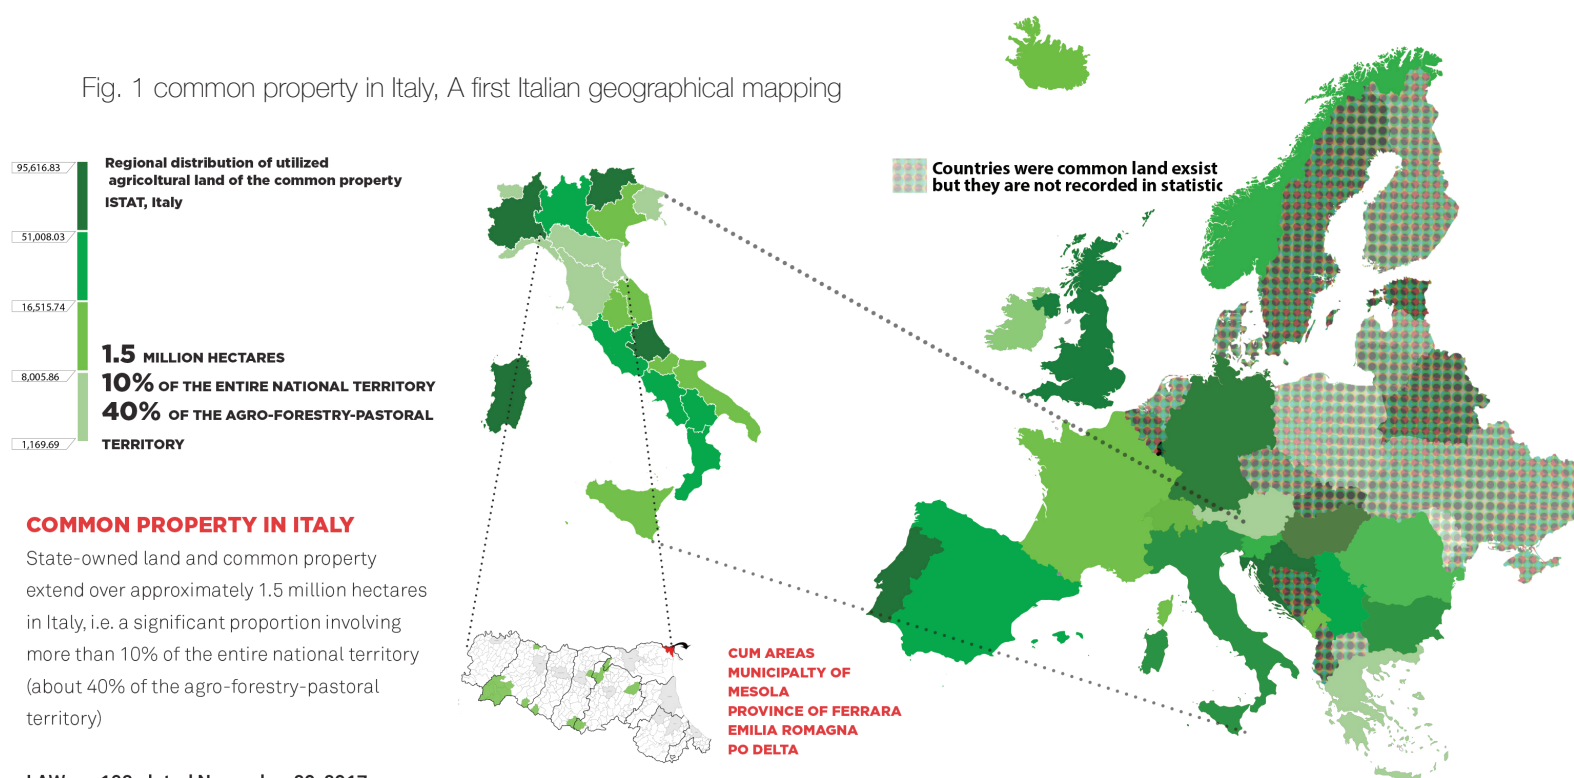 Fig. 1 common property in Italy, A first Italian geographical mapping
95,616.83
51,008.03
16,515.74
8,005.86
1,169.69
Regional distribution of utilized
agricoltural land of the common property
ISTAT, Italy
1.5 MILLION HECTARES
10% OF THE ENTIRE NATIONAL TERRITORY
40% OF THE AGRO-FORESTRY-PASTORAL
TERRITORY
Countries were common land exsist
but they are not recorded in statistic
COMMON PROPERTY IN ITALY
State-owned land and common property
extend over approximately 1.5 million hectares
in Italy, i.e. a significant proportion involving
more than 10% of the entire national territory
(about 40% of the agro-forestry-pastoral
territory)
CUM AREAS
MUNICIPALTY OF
MESOLA
PROVINCE OF FERRARA
EMILIA ROMAGNA
PO DELTA